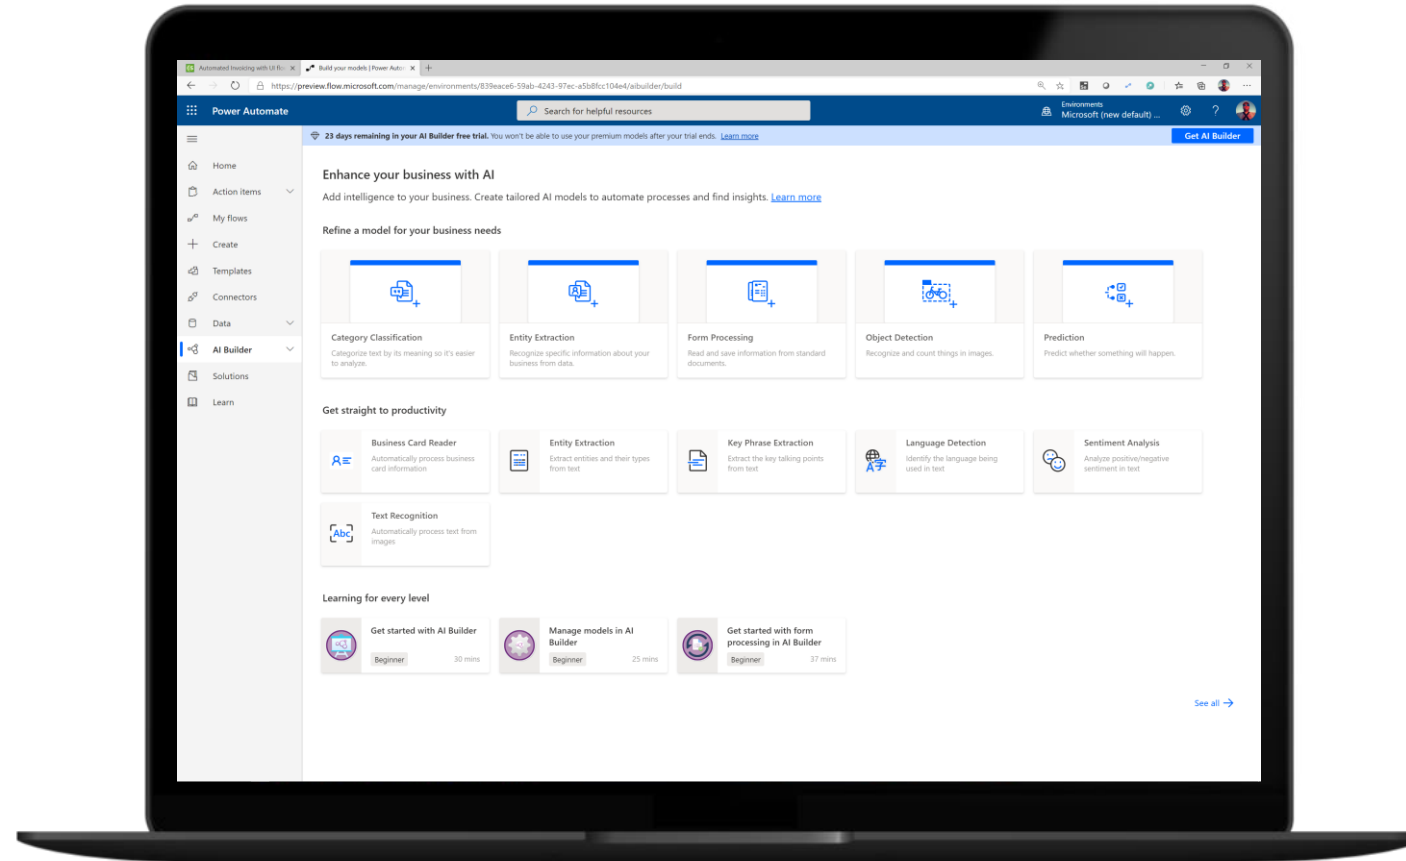 Automated Invoicing with UI fl
Build your models | Power Autom
https://preview.flow.microsoft.com/manage/environments/839eace6-59ab-4243-97ec-a5b8fcc104e4/aibuilder/build
Power Automate
Search for helpful resources
Environments
Microsoft (new default) ...
?
23 days remaining in your AI Builder free trial. You won't be able to use your premium models after your trial ends. Learn more
Get AI Builder
Home
Action items
My flows
Create
Templates
Connectors
Data
AI Builder
Solutions
Learn
Enhance your business with AI
Add intelligence to your business. Create tailored AI models to automate processes and find insights. Learn more
Refine a model for your business needs
Category Classification
Categorize text by its meaning so it's easier
to analyze.
Entity Extraction
Recognize specific information about your
business from data.
Form Processing
Read and save information from standard
documents.
Object Detection
Recognize and count things in images.
Prediction
Predict whether something will happen.
Get straight to productivity
Business Card Reader
Automatically process business
card information
Entity Extraction
Extract entities and their types
from text
Key Phrase Extraction
Extract the key talking points
from text
A字
Language Detection
Identify the language being
used in text
Sentiment Analysis
Analyze positive/negative
sentiment in text
Abc
Text Recognition
Automatically process text from
images
Learning for every level
Get started with AI Builder
Beginner
30 mins
Manage models in AI
Builder
Beginner
25 mins
Get started with form
processing in AI Builder
Beginner
37 mins
See all